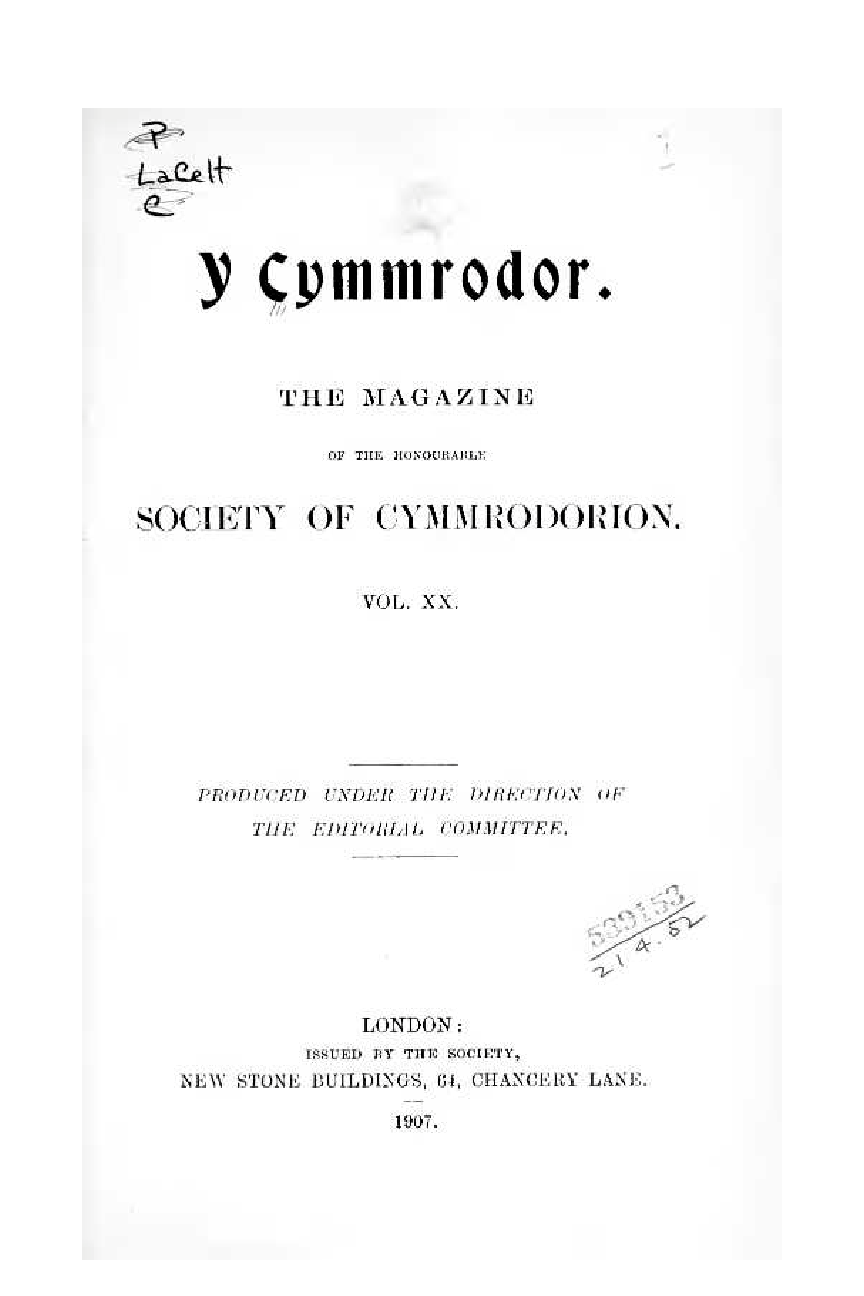 P
LaCelt
C
Y Cymmrodor.
THE MAGAZINE
OF THE HONOURABLE
SOCIETY OF CYMMRODORION.
VOL. XX.
PRODUCED UNDER THE DIRECTION OF
THE EDITORIAL COMMITTEE.
539153
21.4.52
LONDON:
ISSUED BY THE SOCIETY,
NEW STONE BUILDINGS, 64, CHANCERY LANE.
1907.